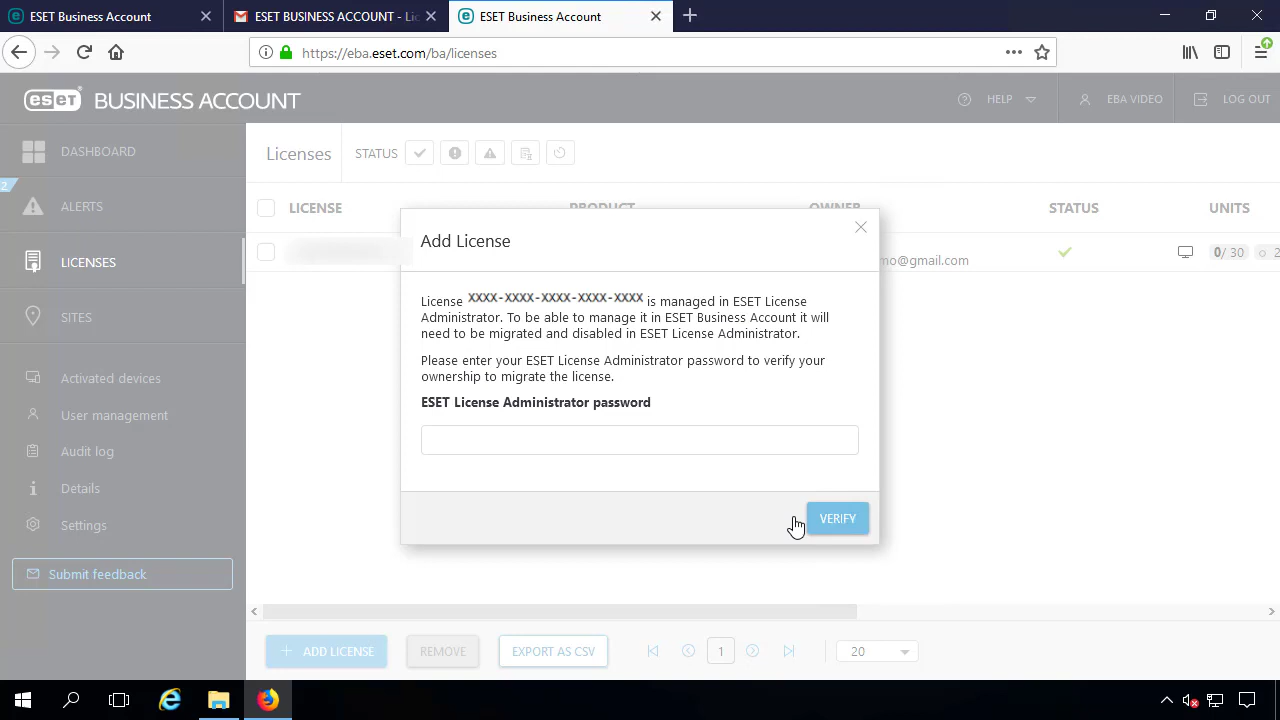 ESET Business Account
ESET BUSINESS ACCOUNT - Lic
ESET Business Account
https://eba.eset.com/ba/licenses
eset BUSINESS ACCOUNT
HELP
EBA VIDEO
LOG OUT
DASHBOARD
2
ALERTS
LICENSES
SITES
Activated devices
User management
Audit log
Details
Settings
Submit feedback
Licenses
STATUS
LICENSE
PRODUCT
OWNER
STATUS
UNITS
mo@gmail.com
0/ 30
2
Add License
License XXXX-XXXX-XXXX-XXXX-XXXX is managed in ESET License
Administrator. To be able to manage it in ESET Business Account it will
need to be migrated and disabled in ESET License Administrator.
Please enter your ESET License Administrator password to verify your
ownership to migrate the license.
ESET License Administrator password
VERIFY
+ ADD LICENSE
REMOVE
EXPORT AS CSV
1
20